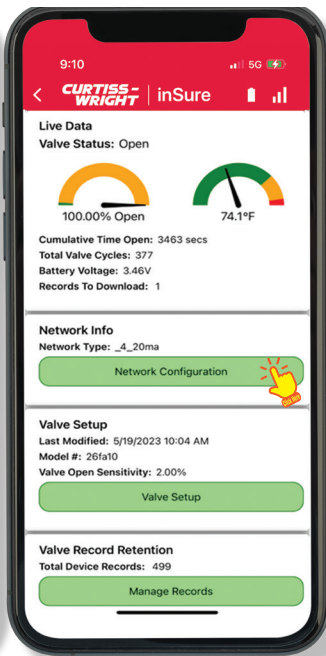 9:10
5G
CURTISS-
WRIGHT
inSure
Live Data
Valve Status: Open
100.00% Open
74.1°F
Cumulative Time Open: 3463 secs
Total Valve Cycles: 377
Battery Voltage: 3.46V
Records To Download: 1
Network Info
Network Type: _4_20ma
Network Configuration
Valve Setup
Last Modified: 5/19/2023 10:04 AM
Model #: 26fa10
Valve Open Sensitivity: 2.00%
Valve Setup
Valve Record Retention
Total Device Records: 499
Manage Records